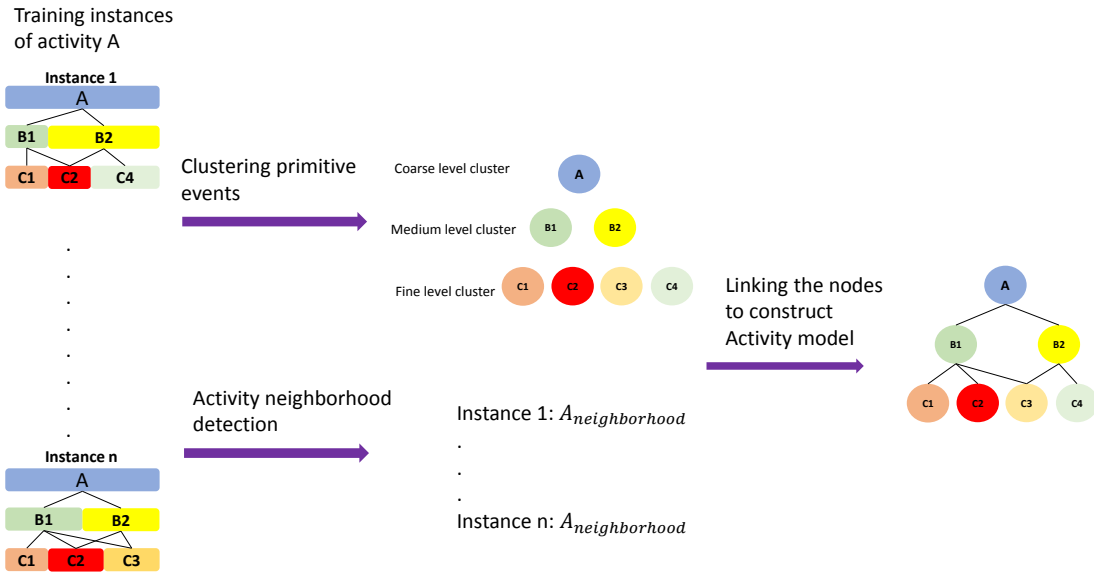 Training instances
of activity A
Instance 1
A
B1 B2
C1 C2 C4
.
.
.
.
.
.
.
.
Instance n
A
B1 B2
C1 C2 C3
Clustering primitive
events
Activity neighborhood
detection
Coarse level cluster
A
Medium level cluster
B1 B2
Fine level cluster
C1 C2 C3 C4
Instance 1: A_neighborhood
.
.
.
.
Instance n: A_neighborhood
Linking the nodes
to construct
Activity model
A
B1 B2
C1 C2 C3 C4